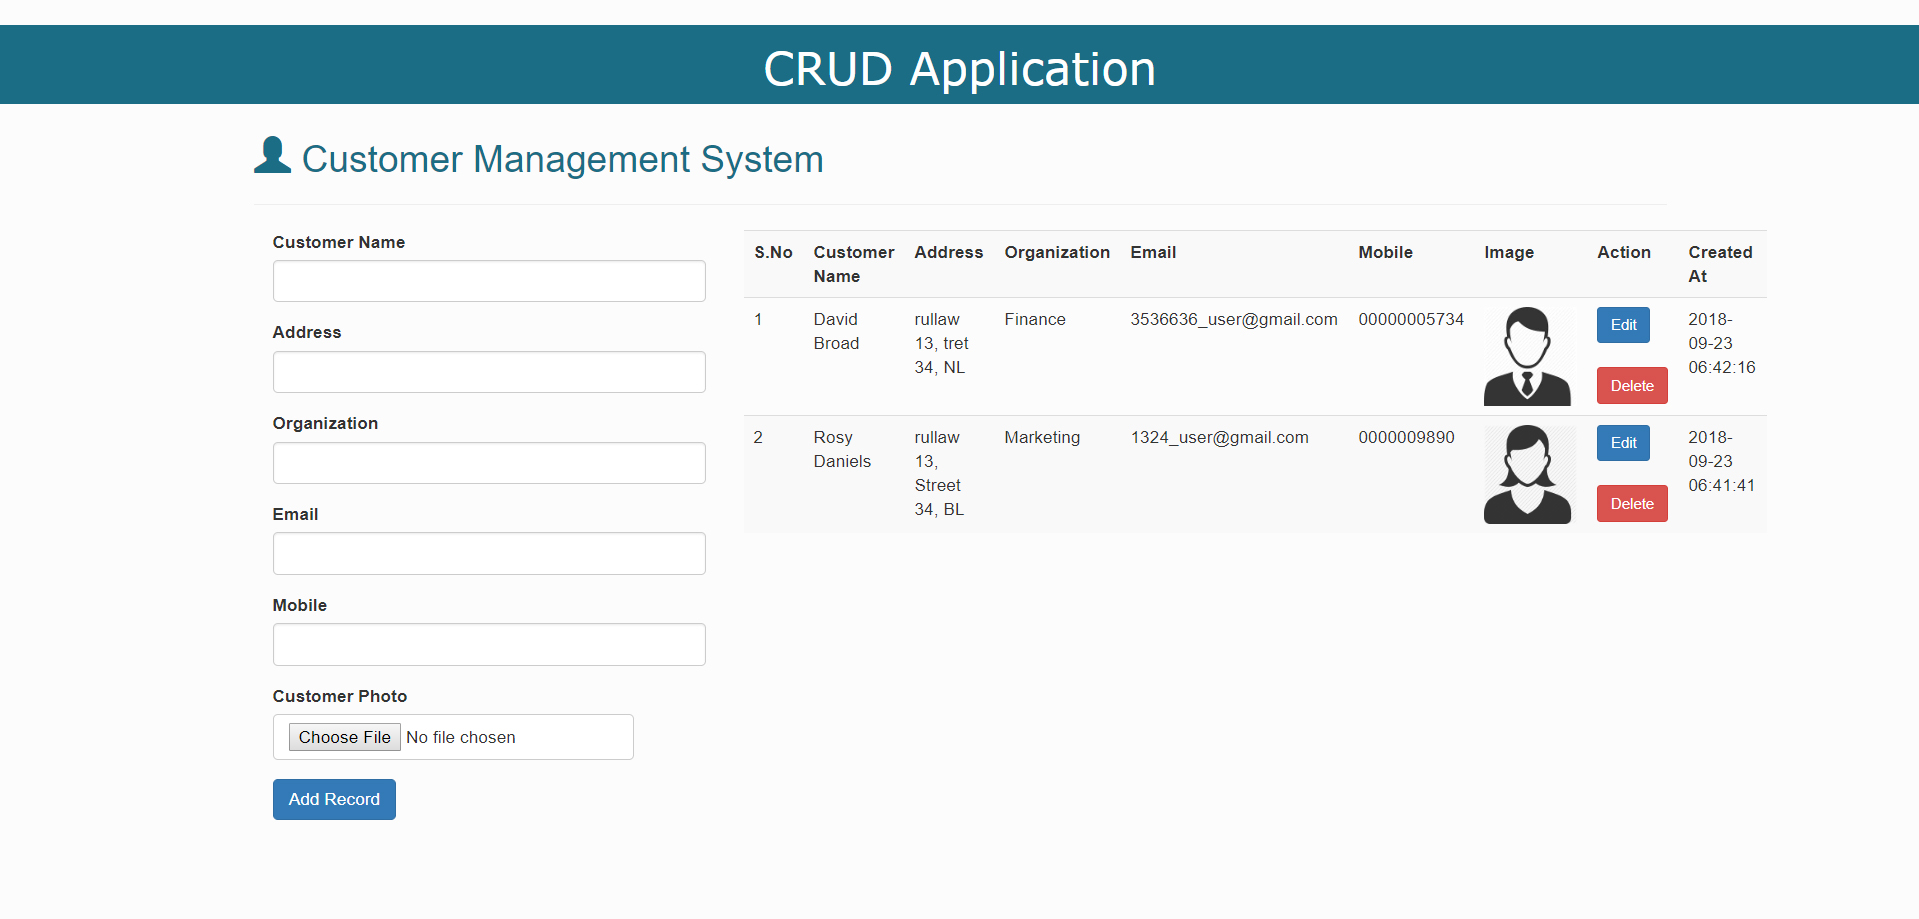 CRUD Application
Customer Management System
Customer Name
Address
Organization
Email
Mobile
Customer Photo
Choose File No file chosen
Add Record
S.No Customer Name Address Organization Email Mobile Image Action Created At
1 David Broad rullaw 13, tret 34, NL Finance 3536636_user@gmail.com 00000005734 Edit Delete 2018-09-23 06:42:16
2 Rosy Daniels rullaw 13, Street 34, BL Marketing 1324_user@gmail.com 0000009890 Edit Delete 2018-09-23 06:41:41